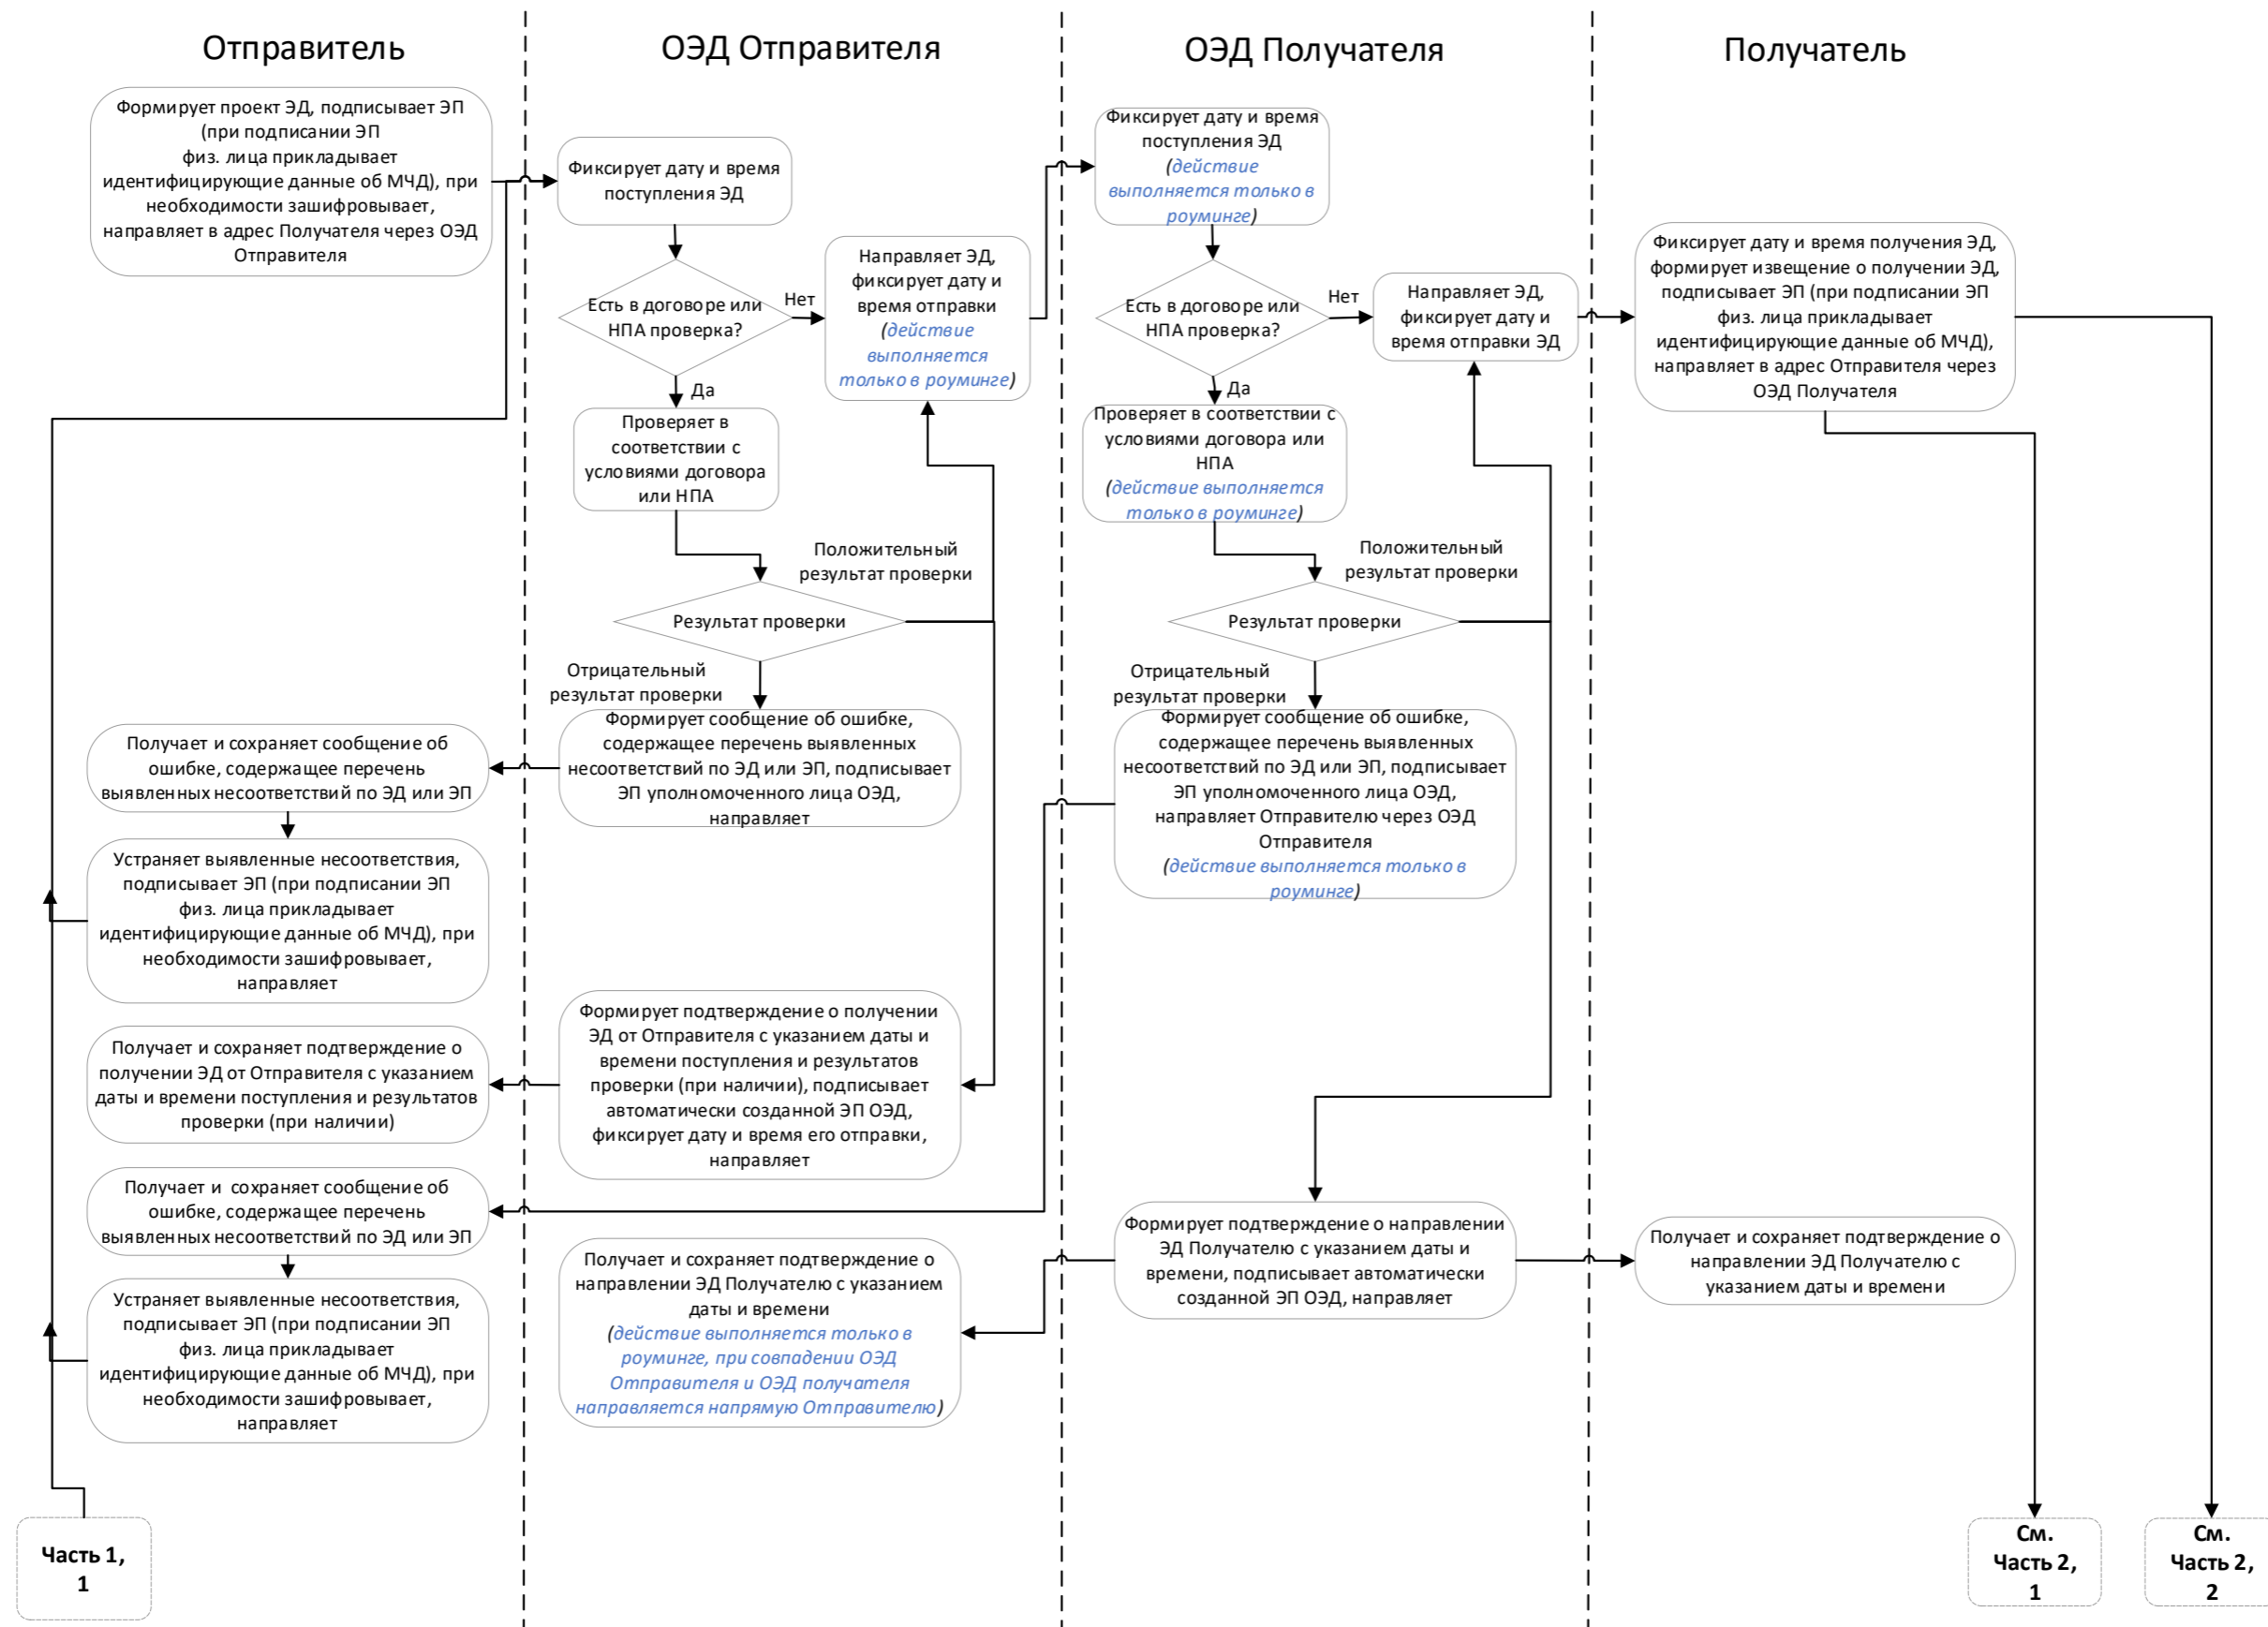 Отправитель
ОЭД Отправителя
ОЭД Получателя
Получатель
Формирует проект ЭД, подписывает ЭП
(при подписании ЭП
физ. лица прикладывает
идентифицирующие данные об МЧД), при
необходимости зашифровывает,
направляет в адрес Получателя через ОЭД
Отправителя
Фиксирует дату и время
поступления ЭД
Есть в договоре или
НПА проверка?
Нет
Да
Направляет ЭД,
фиксирует дату и
время отправки
(действие
выполняется
только в роуминге)
Проверяет в
соответствии с
условиями договора
или НПА
Положительный
результат проверки
Результат проверки
Отрицательный
результат проверки
Формирует сообщение об ошибке,
содержащее перечень выявленных
несоответствий по ЭД или ЭП, подписывает
ЭП уполномоченного лица ОЭД,
направляет
Фиксирует дату и время
поступления ЭД
(действие
выполняется только в
роуминге)
Есть в договоре или
НПА проверка?
Нет
Да
Направляет ЭД,
фиксирует дату и
время отправки ЭД
Проверяет в соответствии с
условиями договора или
НПА
(действие выполняется
только в роуминге)
Положительный
результат проверки
Результат проверки
Отрицательный
результат проверки
Формирует сообщение об ошибке,
содержащее перечень выявленных
несоответствий по ЭД или ЭП, подписывает
ЭП уполномоченного лица ОЭД,
направляет Отправителю через ОЭД
Отправителя
(действие выполняется только в
роуминге)
Фиксирует дату и время получения ЭД,
формирует извещение о получении ЭД,
подписывает ЭП (при подписании ЭП
физ. лица прикладывает
идентифицирующие данные об МЧД),
направляет в адрес Отправителя через
ОЭД Получателя
Получает и сохраняет сообщение об
ошибке, содержащее перечень
выявленных несоответствий по ЭД или ЭП
Устраняет выявленные несоответствия,
подписывает ЭП (при подписании ЭП
физ. лица прикладывает
идентифицирующие данные об МЧД), при
необходимости зашифровывает,
направляет
Получает и сохраняет подтверждение о
получении ЭД от Отправителя с указанием
даты и времени поступления и результатов
проверки (при наличии)
Формирует подтверждение о получении
ЭД от Отправителя с указанием даты и
времени поступления и результатов
проверки (при наличии), подписывает
автоматически созданной ЭП ОЭД,
фиксирует дату и время его отправки,
направляет
Получает и  сохраняет сообщение об
ошибке, содержащее перечень
выявленных несоответствий по ЭД или ЭП
Устраняет выявленные несоответствия,
подписывает ЭП (при подписании ЭП
физ. лица прикладывает
идентифицирующие данные об МЧД), при
необходимости зашифровывает,
направляет
Получает и сохраняет подтверждение о
направлении ЭД Получателю с указанием
даты и времени
(действие выполняется только в
роуминге, при совпадении ОЭД
Отправителя и ОЭД получателя
направляется напрямую Отправителю)
Формирует подтверждение о направлении
ЭД Получателю с указанием даты и
времени, подписывает автоматически
созданной ЭП ОЭД, направляет
Получает и сохраняет подтверждение о
направлении ЭД Получателю с
указанием даты и времени
Часть 1,
1
См.
Часть 2,
1
См.
Часть 2,
2